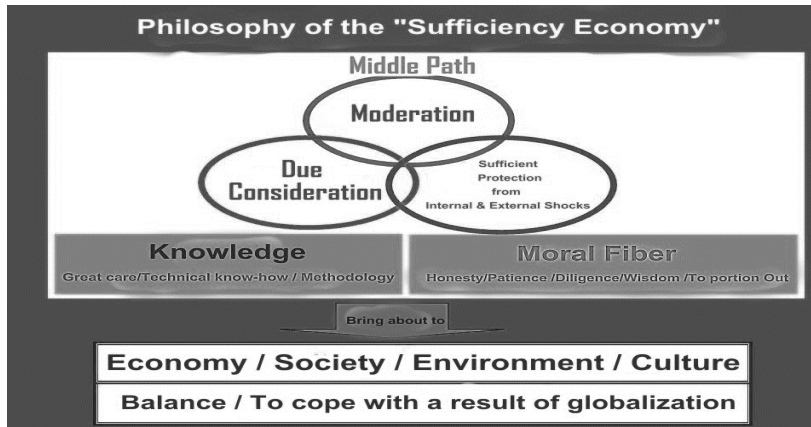 Philosophy of the "Sufficiency Economy"
Middle Path
Moderation
Due
Consideration
Sufficient
Protection
from
Internal & External Shocks
Knowledge
Great care/Technical know-how / Methodology
Moral Fiber
Honesty/Patience /Diligence/Wisdom /To portion Out
Bring about to
Economy / Society / Environment / Culture
Balance / To cope with a result of globalization